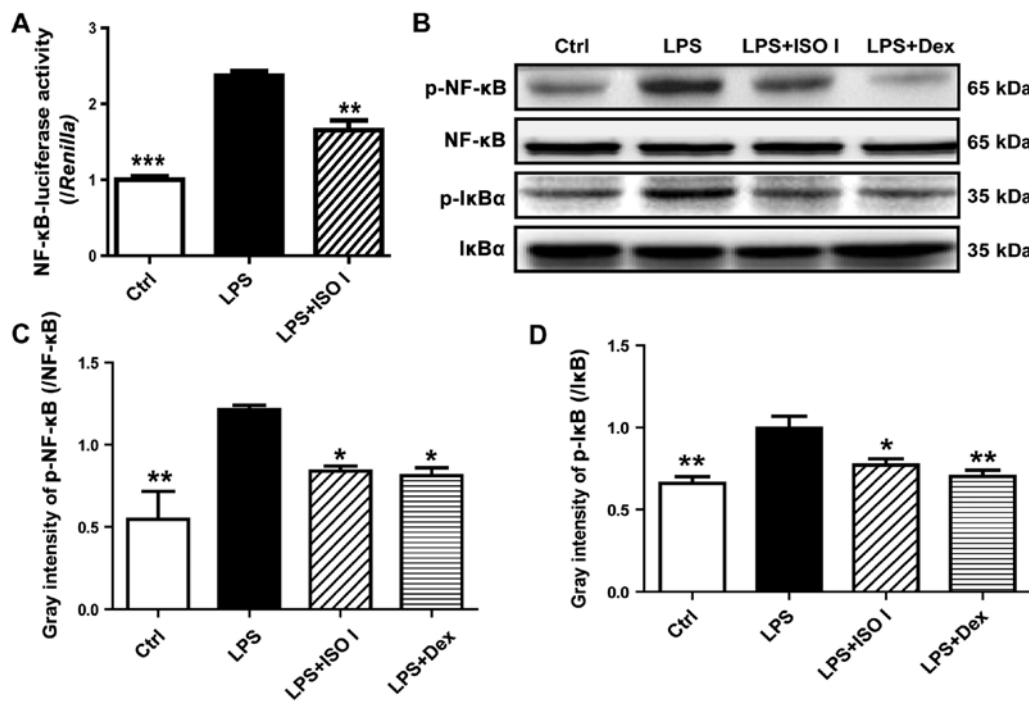 A
NF-κB-luciferase activity
(/Renilla)
3
2
1
0
***
**
Ctrl
LPS
LPS+ISO I
B
Ctrl LPS LPS+ISO I LPS+Dex
p-NF-κB 65 kDa
NF-κB 65 kDa
p-IκBα 35 kDa
IκBα 35 kDa
C
Gray intensity of p-NF-κB (/NF-κB)
1.5
1.0
0.5
0.0
**
*
*
Ctrl
LPS
LPS+ISO I
LPS+Dex
D
Gray intensity of p-IκB (/IκB)
1.5
1.0
0.5
0.0
**
*
**
Ctrl
LPS
LPS+ISO I
LPS+Dex